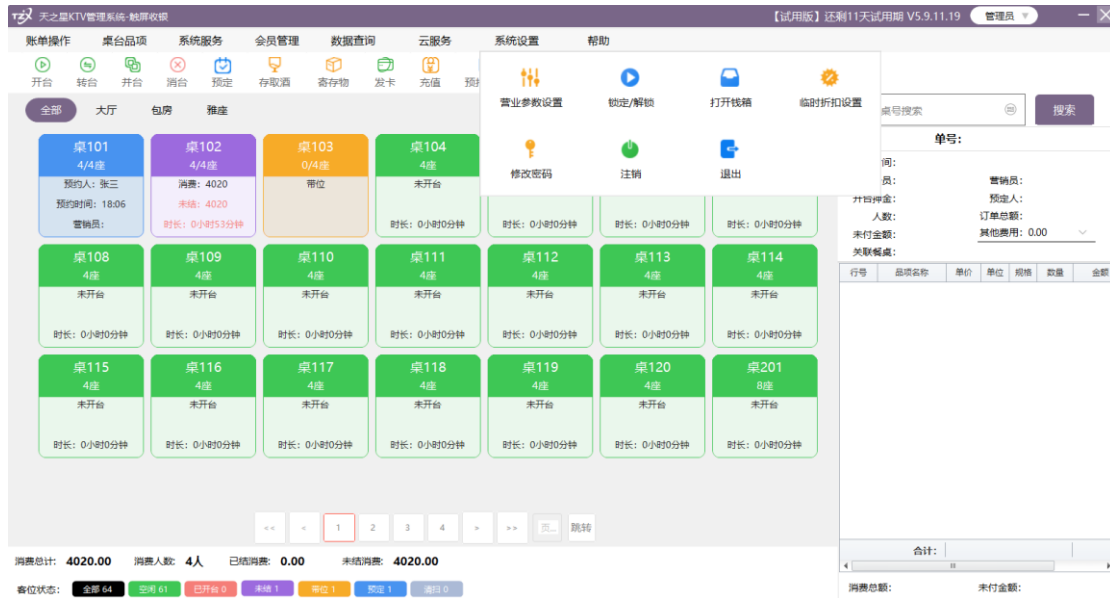 TZX 天之星KTV管理系统-触屏收银 【试用版】还剩11天试用期 V5.9.11.19 管理员
账单操作 桌台品项 系统服务 会员管理 数据查询 云服务 系统设置 帮助
开台 转台 并台 消台 预定 存取酒 寄存物 发卡 充值
营业参数设置 锁定/解锁 打开钱箱 临时折扣设置
修改密码 注销 退出
全部 大厅 包房 雅座 桌号搜索 搜索
桌101 桌102 桌103 桌104
4/4座 4/4座 0/4座 4座
预约人: 张三 消费: 4020 带位 未开台
预约时间: 18:06 未结: 4020
营销员: 时长: 0小时53分钟 时长: 0小时0分钟 时长: 0小时0分钟 时长: 0小时0分钟 时长: 0小时0分钟
单号:
间:
员: 营销员:
开台押金: 预定人:
人数: 订单总额:
未付金额: 其他费用: 0.00
关联餐桌:
行号 品项名称 单价 单位 规格 数量 金额
桌108 桌109 桌110 桌111 桌112 桌113 桌114
4座 4座 4座 4座 4座 4座 4座
未开台 未开台 未开台 未开台 未开台 未开台 未开台
时长: 0小时0分钟 时长: 0小时0分钟 时长: 0小时0分钟 时长: 0小时0分钟 时长: 0小时0分钟 时长: 0小时0分钟 时长: 0小时0分钟
桌115 桌116 桌117 桌118 桌119 桌120 桌201
4座 4座 4座 4座 4座 4座 8座
未开台 未开台 未开台 未开台 未开台 未开台 未开台
时长: 0小时0分钟 时长: 0小时0分钟 时长: 0小时0分钟 时长: 0小时0分钟 时长: 0小时0分钟 时长: 0小时0分钟 时长: 0小时0分钟
<< < 1 2 3 4 > >> 页... 跳转
合计:
消费总计: 4020.00 消费人数: 4人 已结消费: 0.00 未结消费: 4020.00
客位状态: 全部 64 空闲 61 已开台 0 未结 1 带位 1 预定 1 清扫 0
消费总额: 未付金额: